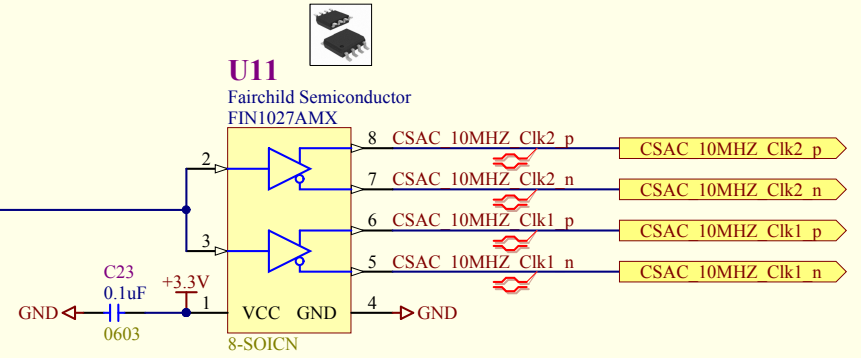 U11
Fairchild Semiconductor
FIN1027AMX
8 CSAC_10MHZ_Clk2_p CSAC_10MHZ_Clk2_p
2
7 CSAC_10MHZ_Clk2_n CSAC_10MHZ_Clk2_n
6 CSAC_10MHZ_Clk1_p CSAC_10MHZ_Clk1_p
3
5 CSAC_10MHZ_Clk1_n CSAC_10MHZ_Clk1_n
C23
0.1uF +3.3V
GND 1 VCC GND 4 GND
0603
8-SOICN